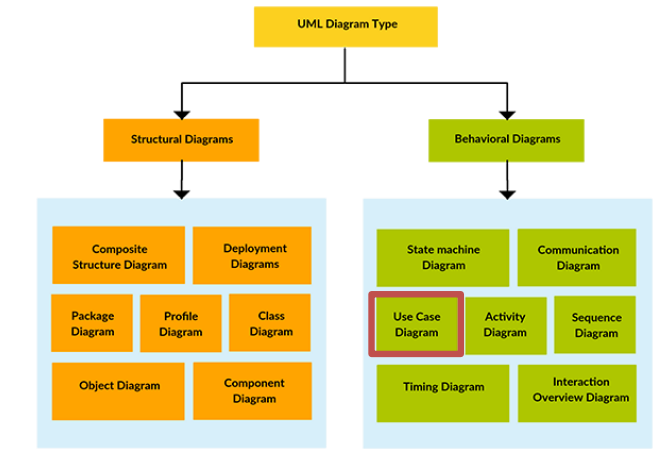 UML Diagram Type
Structural Diagrams
Behavioral Diagrams
Composite
Structure Diagram
Deployment
Diagrams
Package
Diagram
Profile
Diagram
Class
Diagram
Object Diagram
Component
Diagram
State machine
Diagram
Communication
Diagram
Use Case
Diagram
Activity
Diagram
Sequence
Diagram
Timing Diagram
Interaction
Overview Diagram